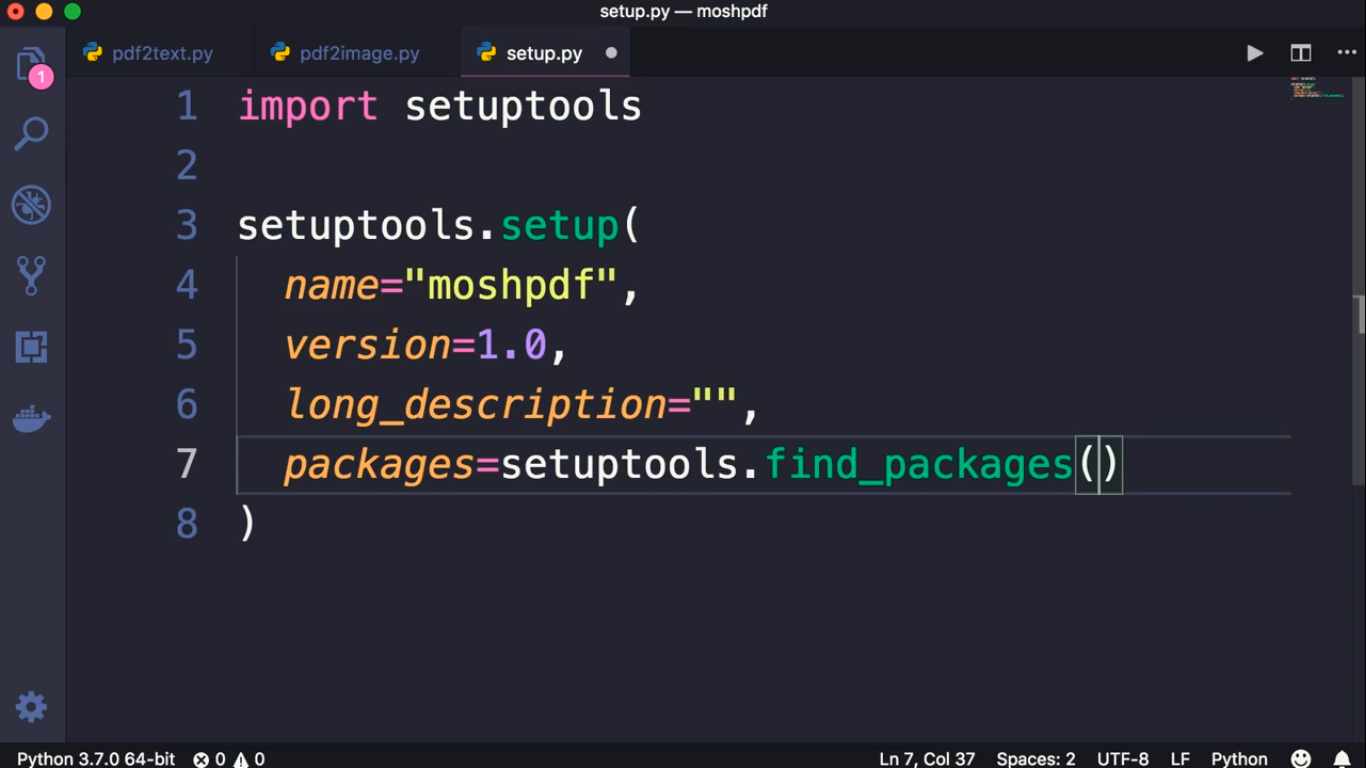 setup.py — moshpdf
pdf2text.py
pdf2image.py
setup.py
1
1 import setuptools
2
3 setuptools.setup(
4 name="moshpdf",
5 version=1.0,
6 long_description="",
7 packages=setuptools.find_packages()
8 )
Python 3.7.0 64-bit 0 0 Ln 7, Col 37 Spaces: 2 UTF-8 LF Python